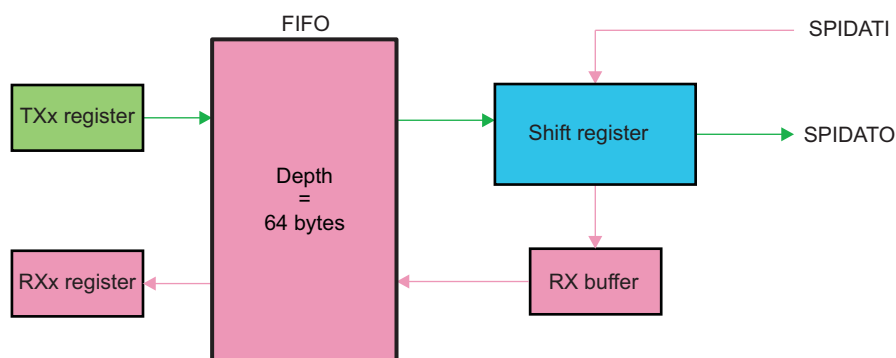 FIFO
SPIDATI
TXx register
Shift register
SPIDATO
Depth
=
64 bytes
RXx register
RX buffer